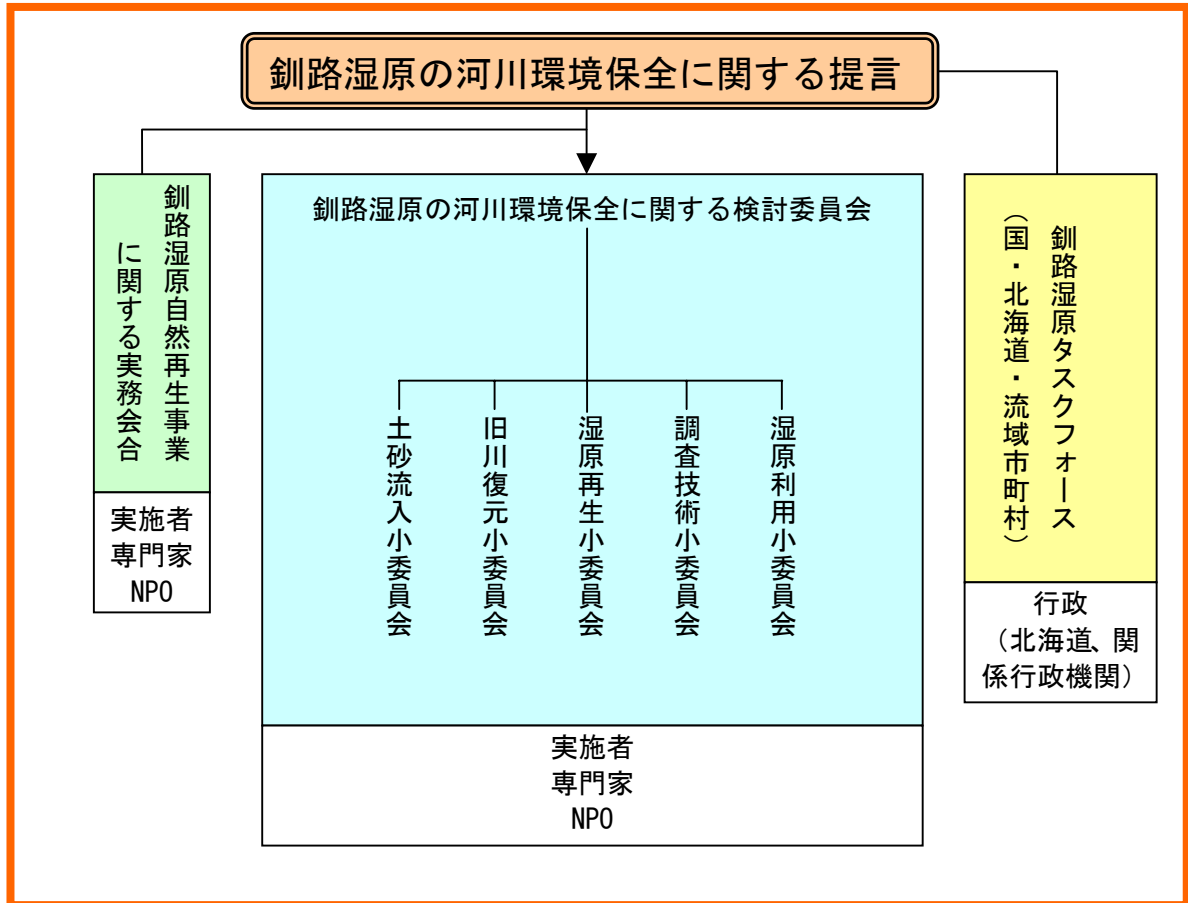 釧路湿原の河川環境保全に関する提言
釧路湿原自然再生事業
に関する実務会合
実施者
専門家
NPO
釧路湿原の河川環境保全に関する検討委員会
土砂流入小委員会
旧川復元小委員会
湿原再生小委員会
調査技術小委員会
湿原利用小委員会
実施者
専門家
NPO
釧路湿原タスクフォース
（国・北海道・流域市町村）
行政
（北海道、関
係行政機関）